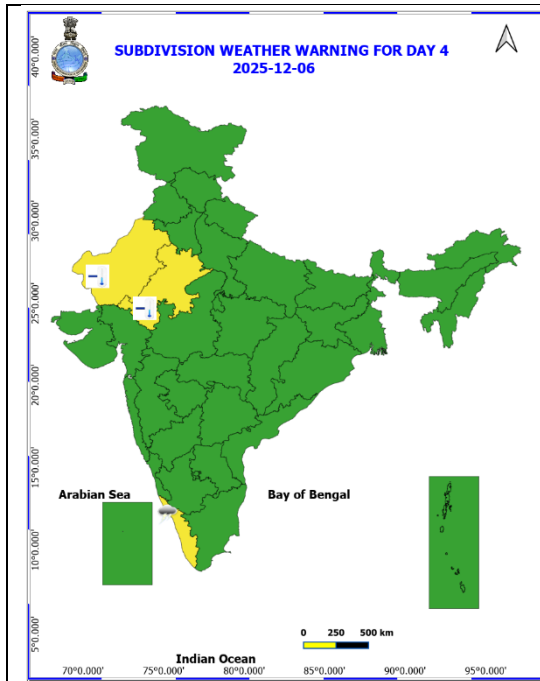 SUBDIVISION WEATHER WARNING FOR DAY 4
2025-12-06
40°0.000'
35°0.000'
30°0.000'
25°0.000'
20°0.000'
15°0.000'
10°0.000'
5°0.000'
Arabian Sea
Bay of Bengal
0 250 500 km
Indian Ocean
70°0.000' 75°0.000' 80°0.000' 85°0.000' 90°0.000' 95°0.000'